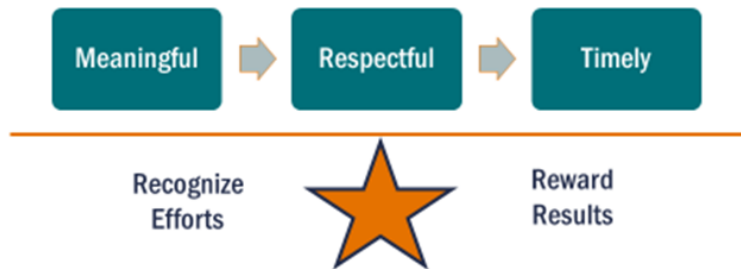 Meaningful
Respectful
Timely
Recognize
Efforts
Reward
Results